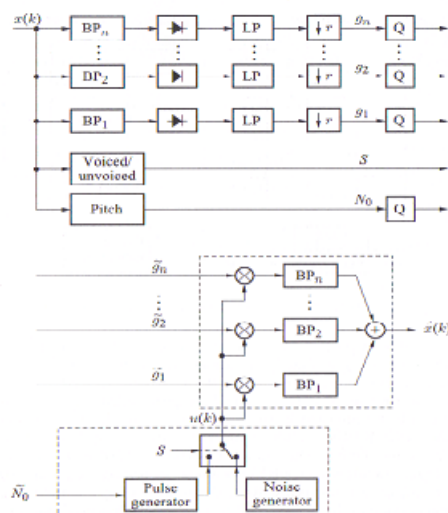 x(k) BPₙ LP ↓ r gₙ Q
BP₂ LP ↓ r g₂ Q
BP₁ LP ↓ r g₁ Q
Voiced/
unvoiced
S
Pitch N₀ Q
g̃ₙ BPₙ
g̃₂ BP₂ + x̂(k)
g̃₁ BP₁
u(k)
S
Ñ₀ Pulse
generator
Noise
generator